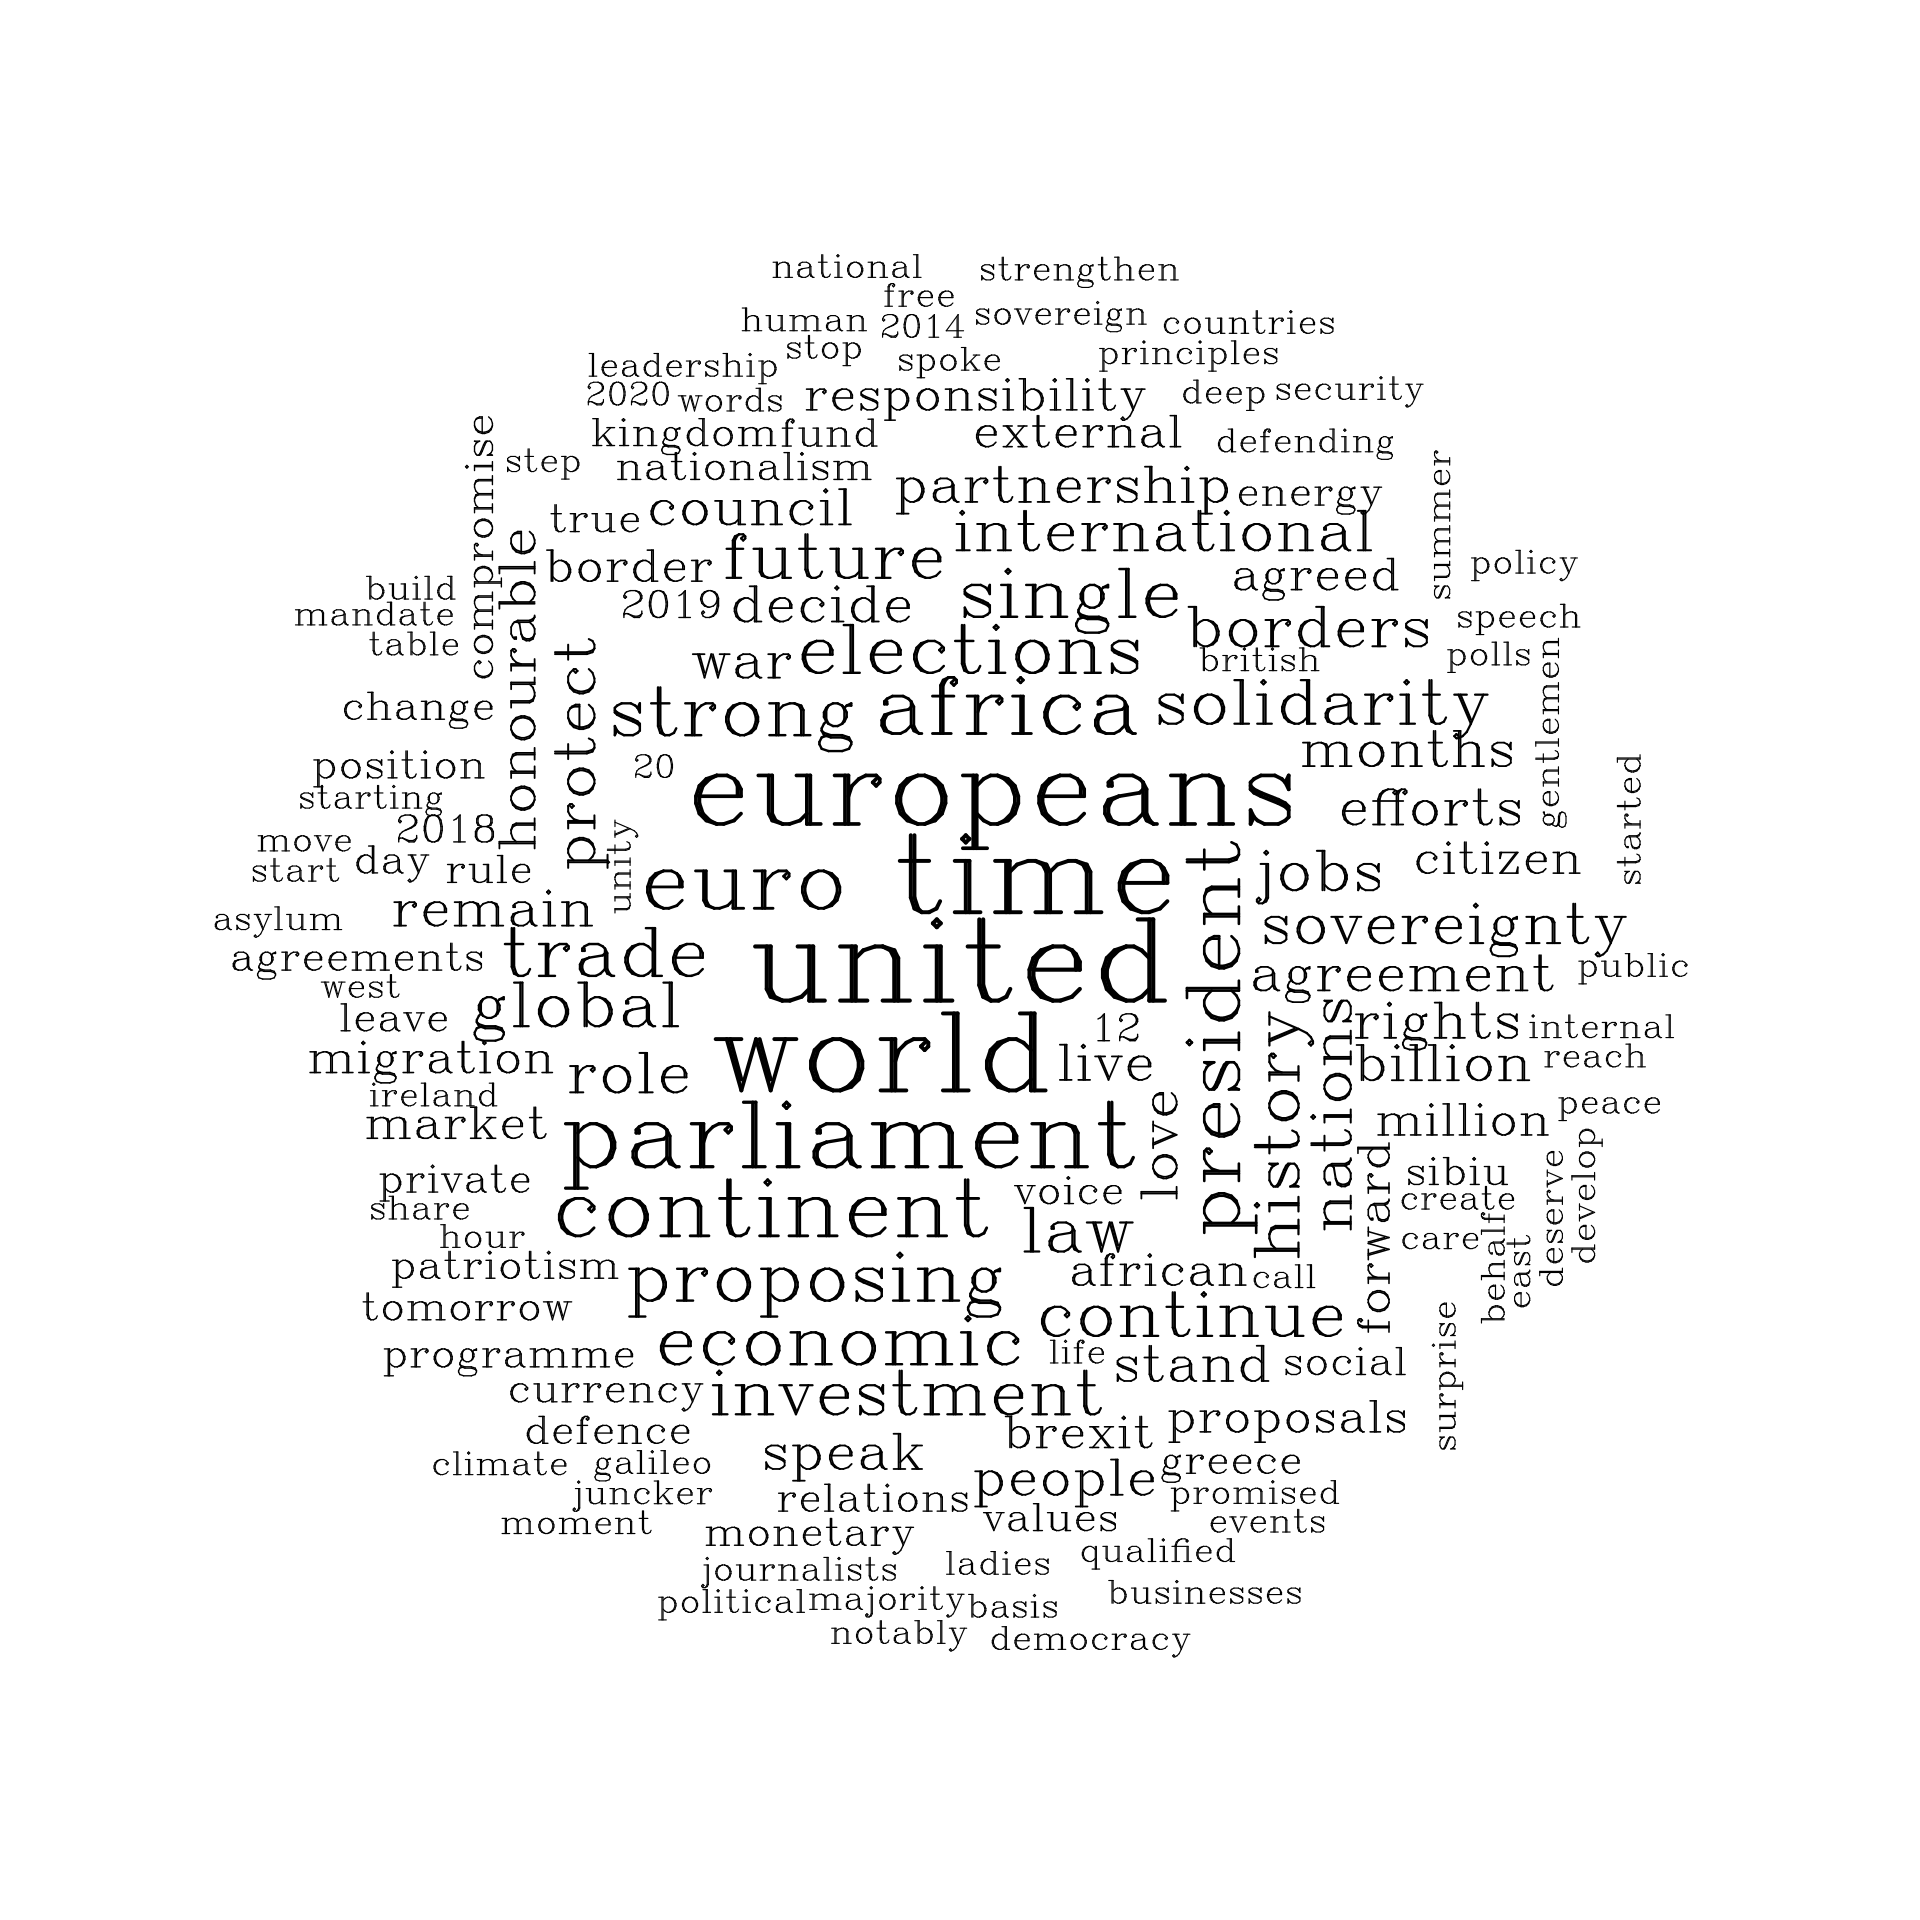 national strengthen
free
human 2014 sovereign countries
leadership stop spoke principles
2020 words responsibility deep security
kingdom fund external defending
compromise step nationalism summer
partnership energy
true council international
honourable border future agreed policy
build 2019 decide single borders speech
mandate
table war elections british polls
protect gentlemen
change strong africa solidarity
position 20 europeans months started
starting
2018 efforts
move unity
start day rule euro time president jobs citizen
asylum remain sovereignty
agreements trade united agreement public
west
leave global 12 history nations rights internal
migration role world live billion reach
ireland love
market parliament million peace
forward develop
private continent voice sibiu deserve
share law create
hour behalf east care
patriotism proposing african call
tomorrow continue surprise
programme economic life stand social
currency investment
defence speak brexit proposals
climate galileo people greece
juncker relations promised
moment monetary values events
journalists ladies qualified
political majority basis businesses
notably democracy